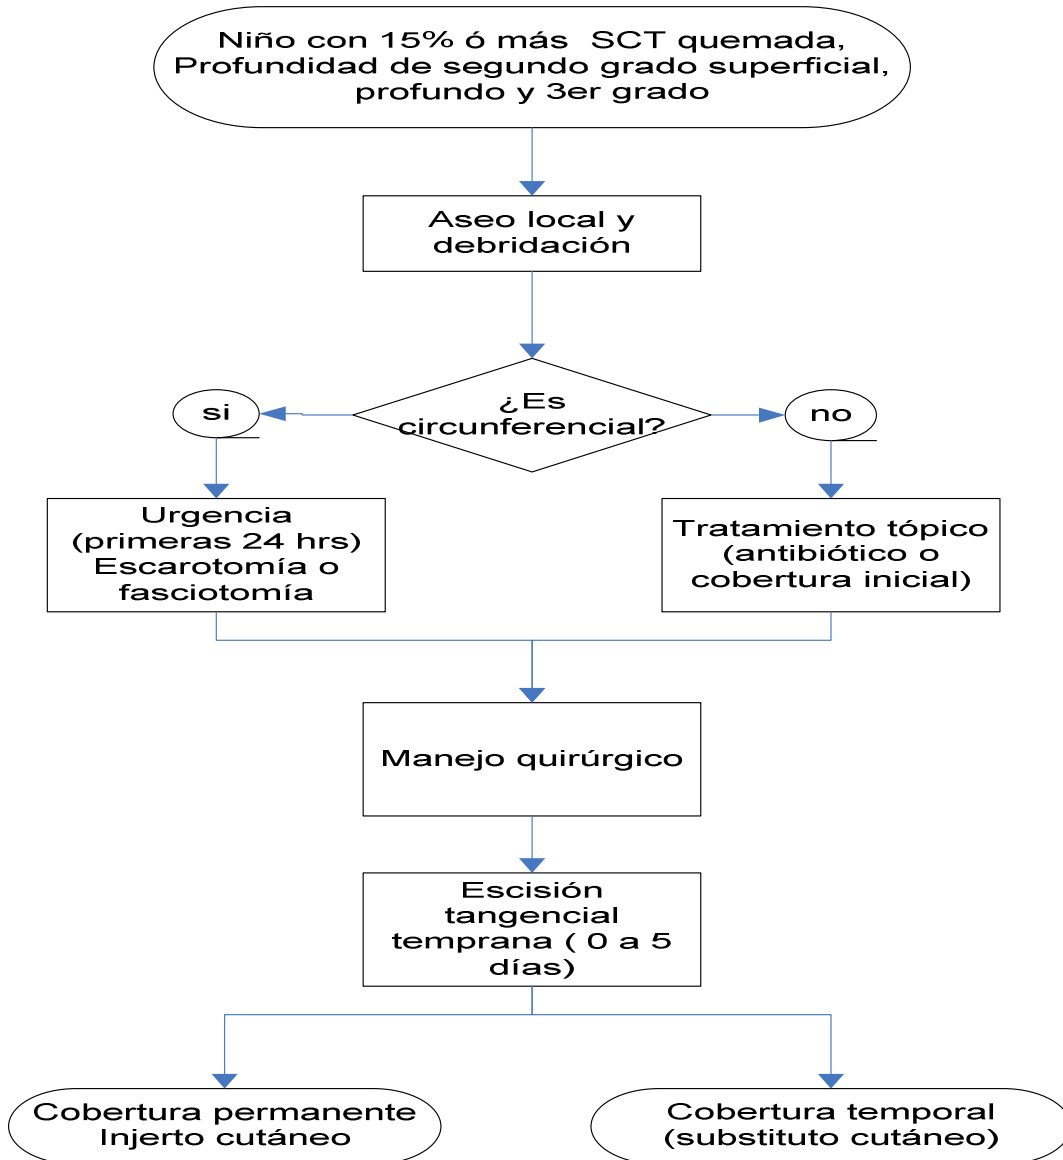 Niño con 15% ó más  SCT quemada,
Profundidad de segundo grado superficial,
profundo y 3er grado
Aseo local y
debridación
¿Es
circunferencial?
si
no
Urgencia
(primeras 24 hrs)
Escarotomía o
fasciotomía
Tratamiento tópico
(antibiótico o
cobertura inicial)
Manejo quirúrgico
Escisión
tangencial
temprana ( 0 a 5
días)
Cobertura permanente
Injerto cutáneo
Cobertura temporal
(substituto cutáneo)